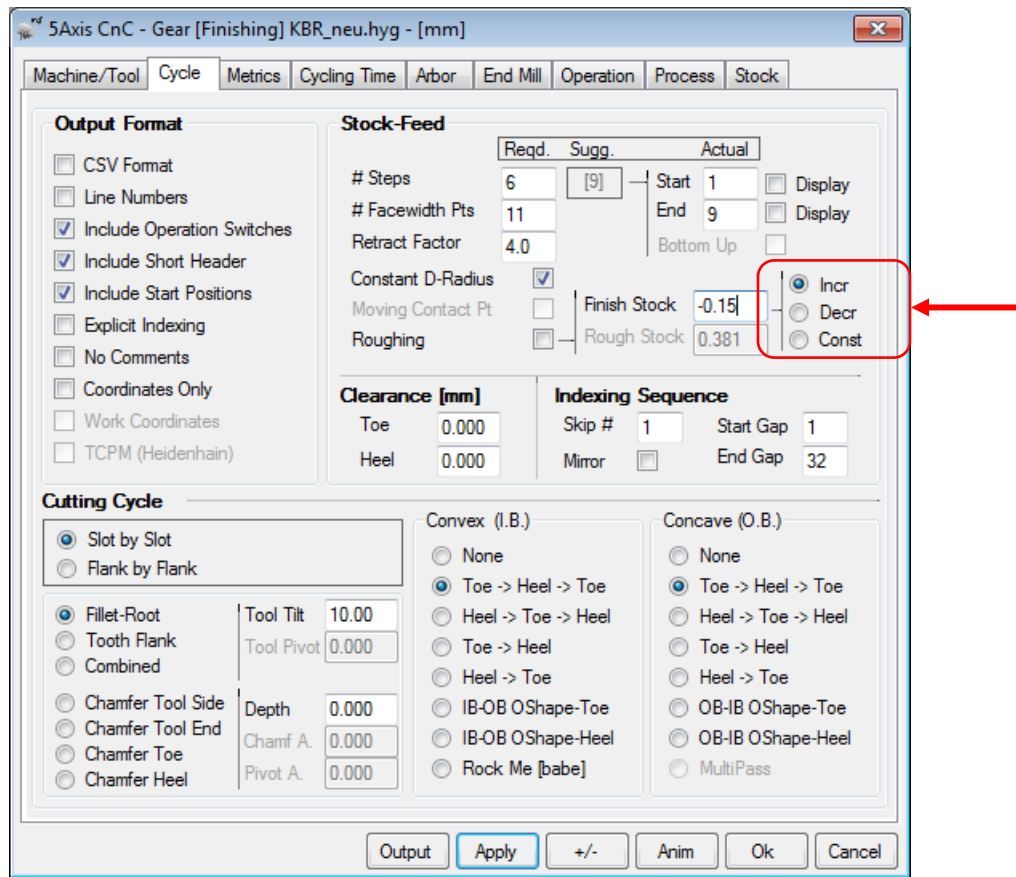 5Axis CnC - Gear [Finishing] KBR_neu.hyg - [mm]
Machine/Tool Cycle Metrics Cycling Time Arbor End Mill Operation Process Stock
Output Format
CSV Format
Line Numbers
Include Operation Switches
Include Short Header
Include Start Positions
Explicit Indexing
No Comments
Coordinates Only
Work Coordinates
TCPM (Heidenhain)
Stock-Feed
Reqd. Sugg. Actual
# Steps 6 [9] Start 1 Display
# Facewidth Pts 11 End 9 Display
Retract Factor 4.0 Bottom Up
Constant D-Radius
Moving Contact Pt Finish Stock -0.15
Roughing Rough Stock 0.381
Incr
Decr
Const
Clearance [mm]
Toe 0.000
Heel 0.000
Indexing Sequence
Skip # 1 Start Gap 1
Mirror End Gap 32
Cutting Cycle
Slot by Slot
Flank by Flank
Fillet-Root
Tooth Flank
Combined
Tool Tilt 10.00
Tool Pivot 0.000
Chamfer Tool Side
Chamfer Tool End
Chamfer Toe
Chamfer Heel
Depth 0.000
Chamf A. 0.000
Pivot A. 0.000
Convex (I.B.)
None
Toe -> Heel -> Toe
Heel -> Toe -> Heel
Toe -> Heel
Heel -> Toe
IB-OB OShape-Toe
IB-OB OShape-Heel
Rock Me [babe]
Concave (O.B.)
None
Toe -> Heel -> Toe
Heel -> Toe -> Heel
Toe -> Heel
Heel -> Toe
OB-IB OShape-Toe
OB-IB OShape-Heel
MultiPass
Output Apply +/- Anim Ok Cancel